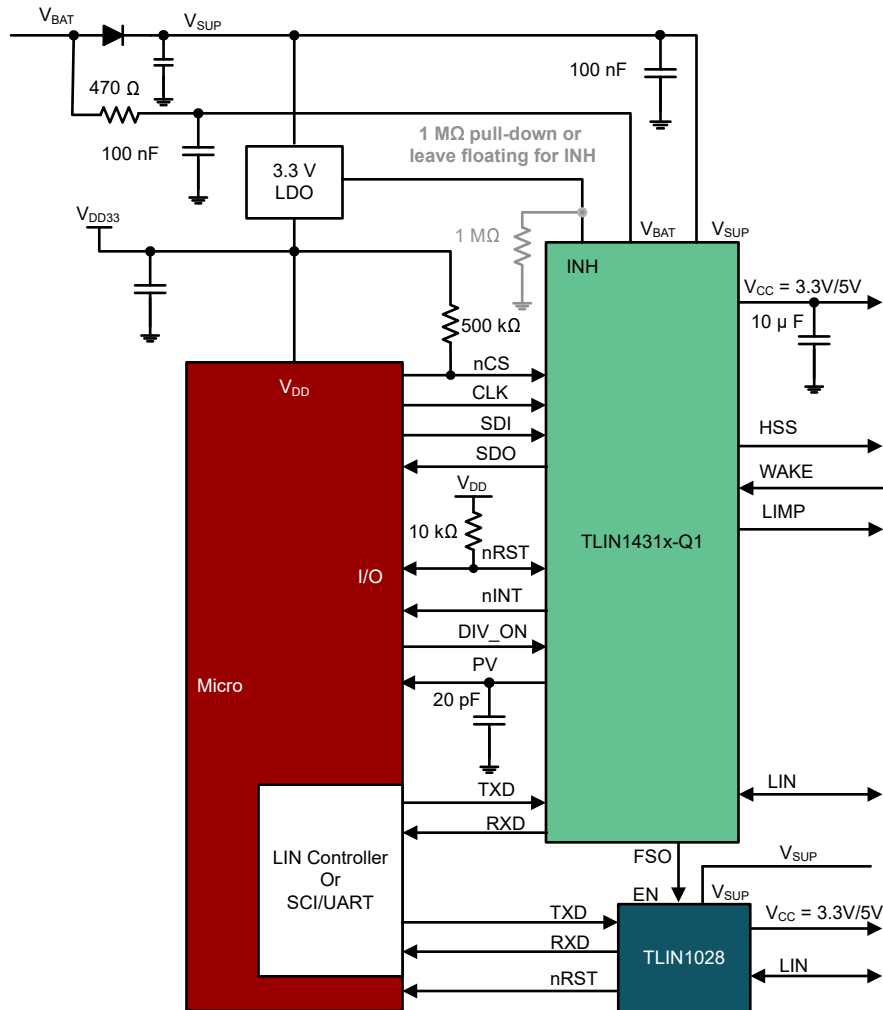 VBAT
VSUP
470 Ω
100 nF
100 nF
1 MΩ pull-down or
leave floating for INH
3.3 V
LDO
VDD33
1 MΩ
VBAT
VSUP
INH
VCC = 3.3V/5V
10 µ F
500 kΩ
VDD
nCS
CLK
SDI
SDO
HSS
WAKE
LIMP
VDD
10 kΩ
nRST
TLIN1431x-Q1
I/O
nINT
DIV_ON
PV
Micro
20 pF
TXD
RXD
LIN
LIN Controller
Or
SCI/UART
FSO
VSUP
EN
VSUP
TXD
VCC = 3.3V/5V
RXD
TLIN1028
LIN
nRST